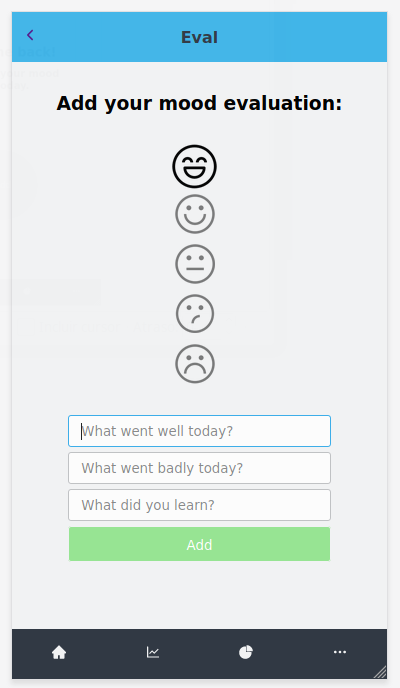 Eval
Add your mood evaluation:
What went well today?
What went badly today?
What did you learn?
Add